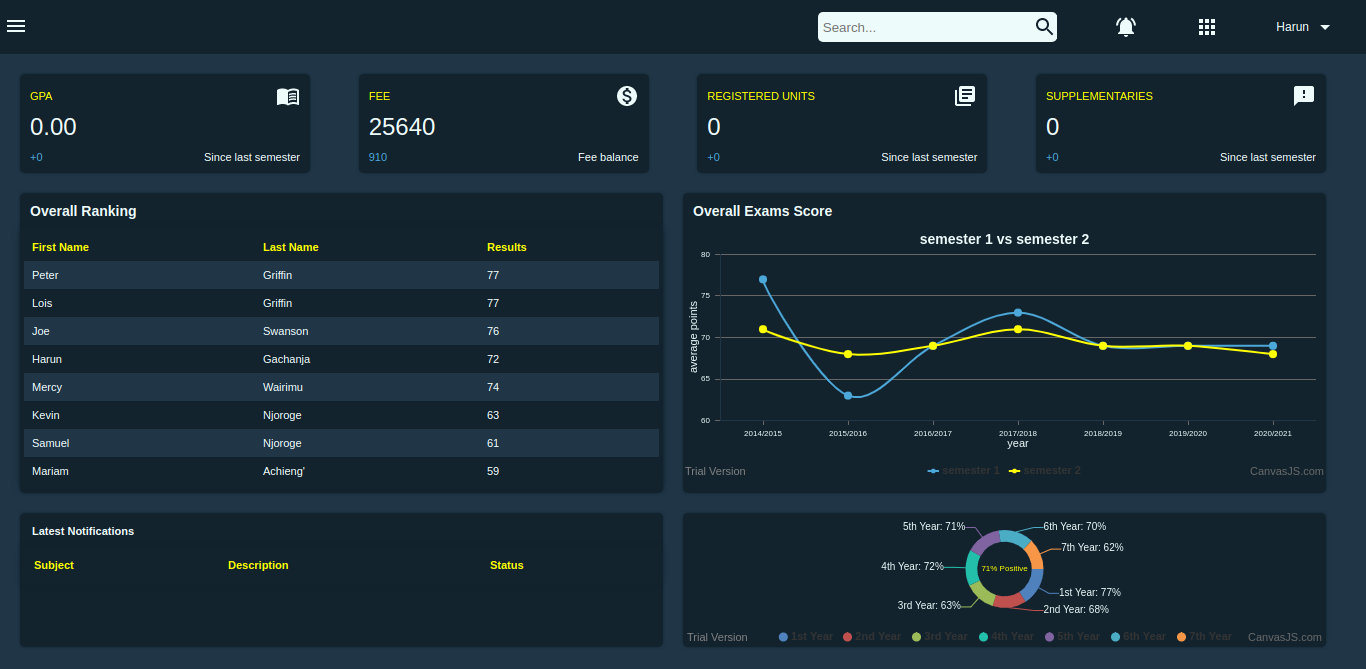 Search...
Harun
GPA
0.00
+0 Since last semester
FEE
25640
910 Fee balance
REGISTERED UNITS
0
+0 Since last semester
SUPPLEMENTARIES
0
+0 Since last semester
Overall Ranking
First Name Last Name Results
Peter Griffin 77
Lois Griffin 77
Joe Swanson 76
Harun Gachanja 72
Mercy Wairimu 74
Kevin Njoroge 63
Samuel Njoroge 61
Mariam Achieng' 59
Overall Exams Score
semester 1 vs semester 2
average points
80
75
70
65
60
2014/2015 2015/2016 2016/2017 2017/2018 2018/2019 2019/2020 2020/2021
year
Trial Version semester 1 semester 2 CanvasJS.com
Latest Notifications
Subject Description Status
5th Year: 71% 6th Year: 70%
7th Year: 62%
4th Year: 72% 71% Positive
1st Year: 77%
3rd Year: 63% 2nd Year: 68%
Trial Version 1st Year 2nd Year 3rd Year 4th Year 5th Year 6th Year 7th Year CanvasJS.com